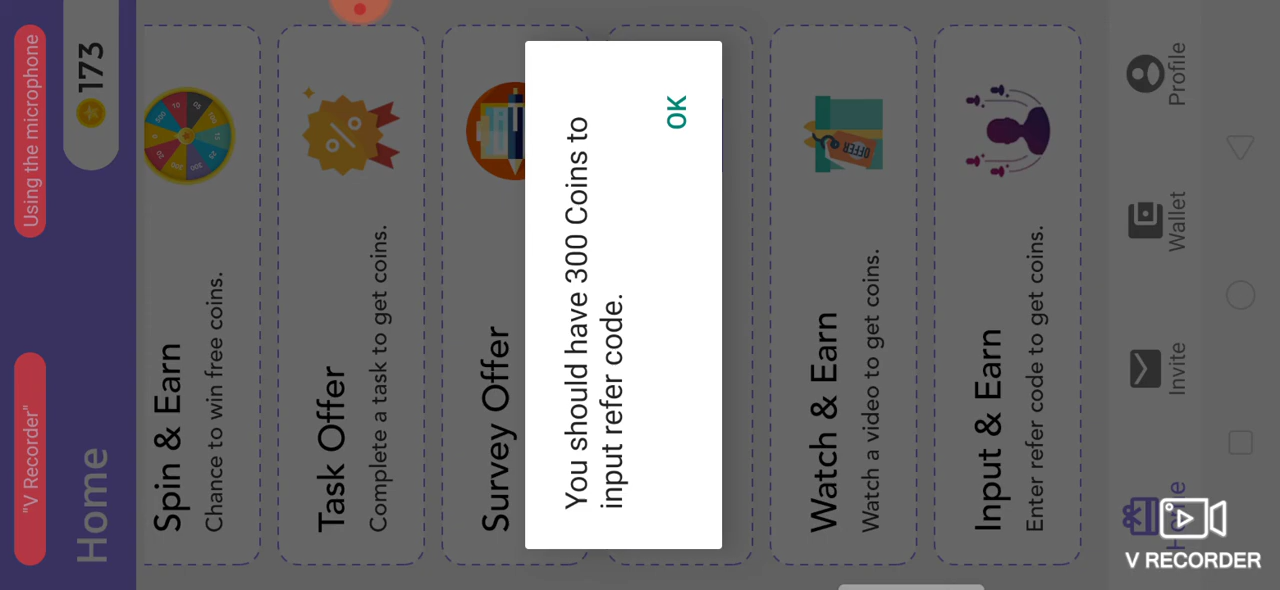 "V Recorder"
Using the microphone
Home
173
Spin & Earn
Chance to win free coins.
Task Offer
Complete a task to get coins.
Survey Offer
You should have 300 Coins to
input refer code.
OK
Watch & Earn
Watch a video to get coins.
OFFER
Input & Earn
Enter refer code to get coins.
Home
Invite
Wallet
Profile
V RECORDER